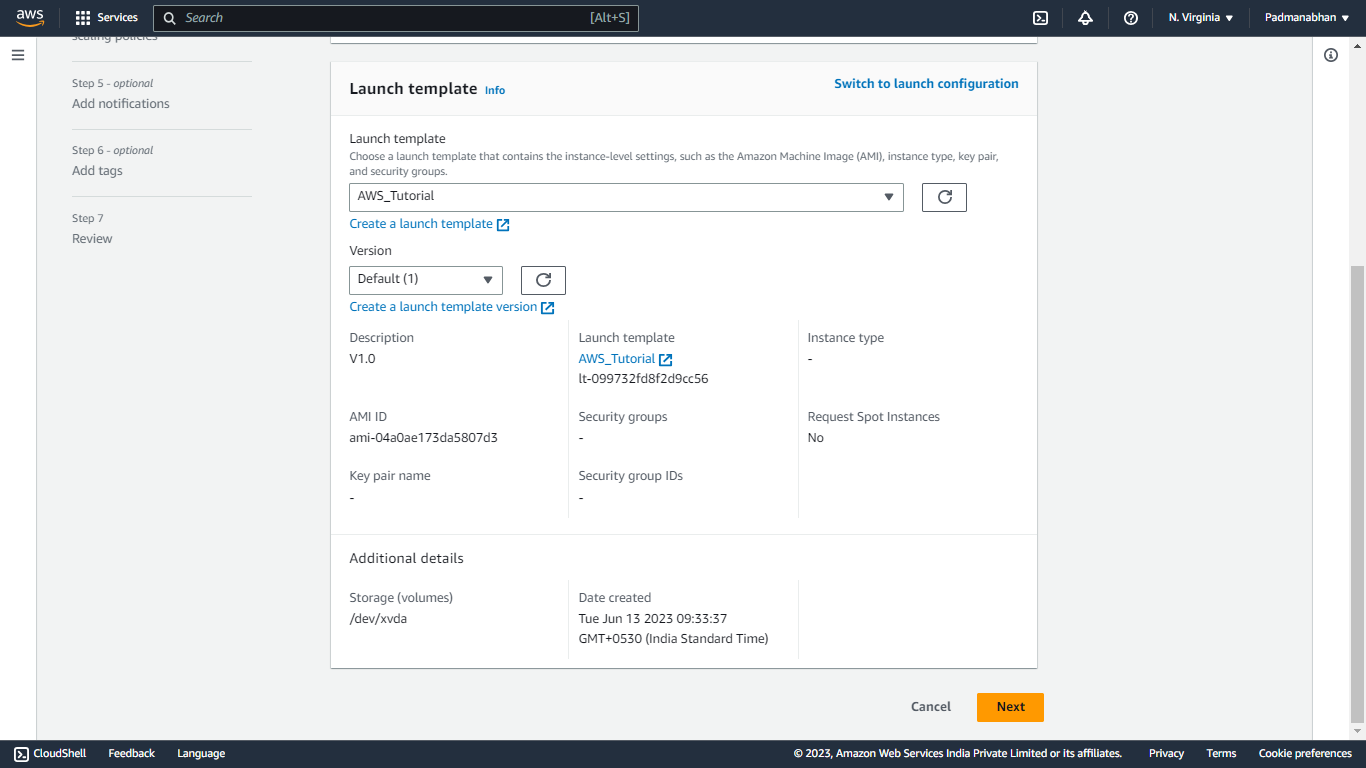 aws
Services
Search
[Alt+S]
N. Virginia
Padmanabhan
scaling policies
Step 5 - optional
Add notifications
Step 6 - optional
Add tags
Step 7
Review
Launch template Info
Switch to launch configuration
Launch template
Choose a launch template that contains the instance-level settings, such as the Amazon Machine Image (AMI), instance type, key pair,
and security groups.
AWS_Tutorial
Create a launch template
Version
Default (1)
Create a launch template version
Description
V1.0
Launch template
AWS_Tutorial
lt-099732fd8f2d9cc56
Instance type
-
AMI ID
ami-04a0ae173da5807d3
Security groups
-
Request Spot Instances
No
Key pair name
-
Security group IDs
-
Additional details
Storage (volumes)
/dev/xvda
Date created
Tue Jun 13 2023 09:33:37
GMT+0530 (India Standard Time)
Cancel
Next
CloudShell
Feedback
Language
© 2023, Amazon Web Services India Private Limited or its affiliates.
Privacy
Terms
Cookie preferences